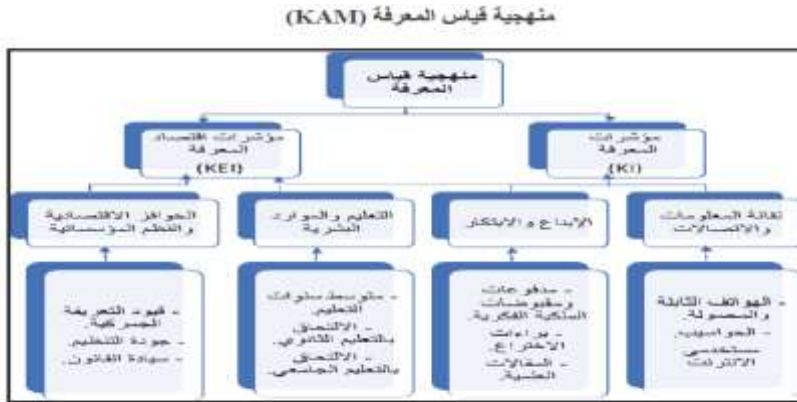 منهجية قياس المعرفة (KAM)
منهجية قياس
المعرفة
مؤشرات
المعرفة
(KI)
مؤشرات اقتصاد
المعرفة
(KEI)
تقانة المعلومات
والاتصالات
الإبداع والابتكار
التعليم والموارد
البشرية
الحوافز الاقتصادية
والنظم المؤسساتية
- الهواتف الثابتة
والمحمولة.
- الحواسيب.
- مستخدمي
الانترنت
- مدفوعات
ومقبوضات
الملكية الفكرية.
- براءات
الاختراع.
- المقالات
العلمية.
- متوسط سنوات
التعليم.
- الالتحاق
بالتعليم الثانوي.
- الالتحاق
بالتعليم الجامعي.
- قيود التعريفة
الجمركية.
- جودة التنظيم.
- سيادة القانون.